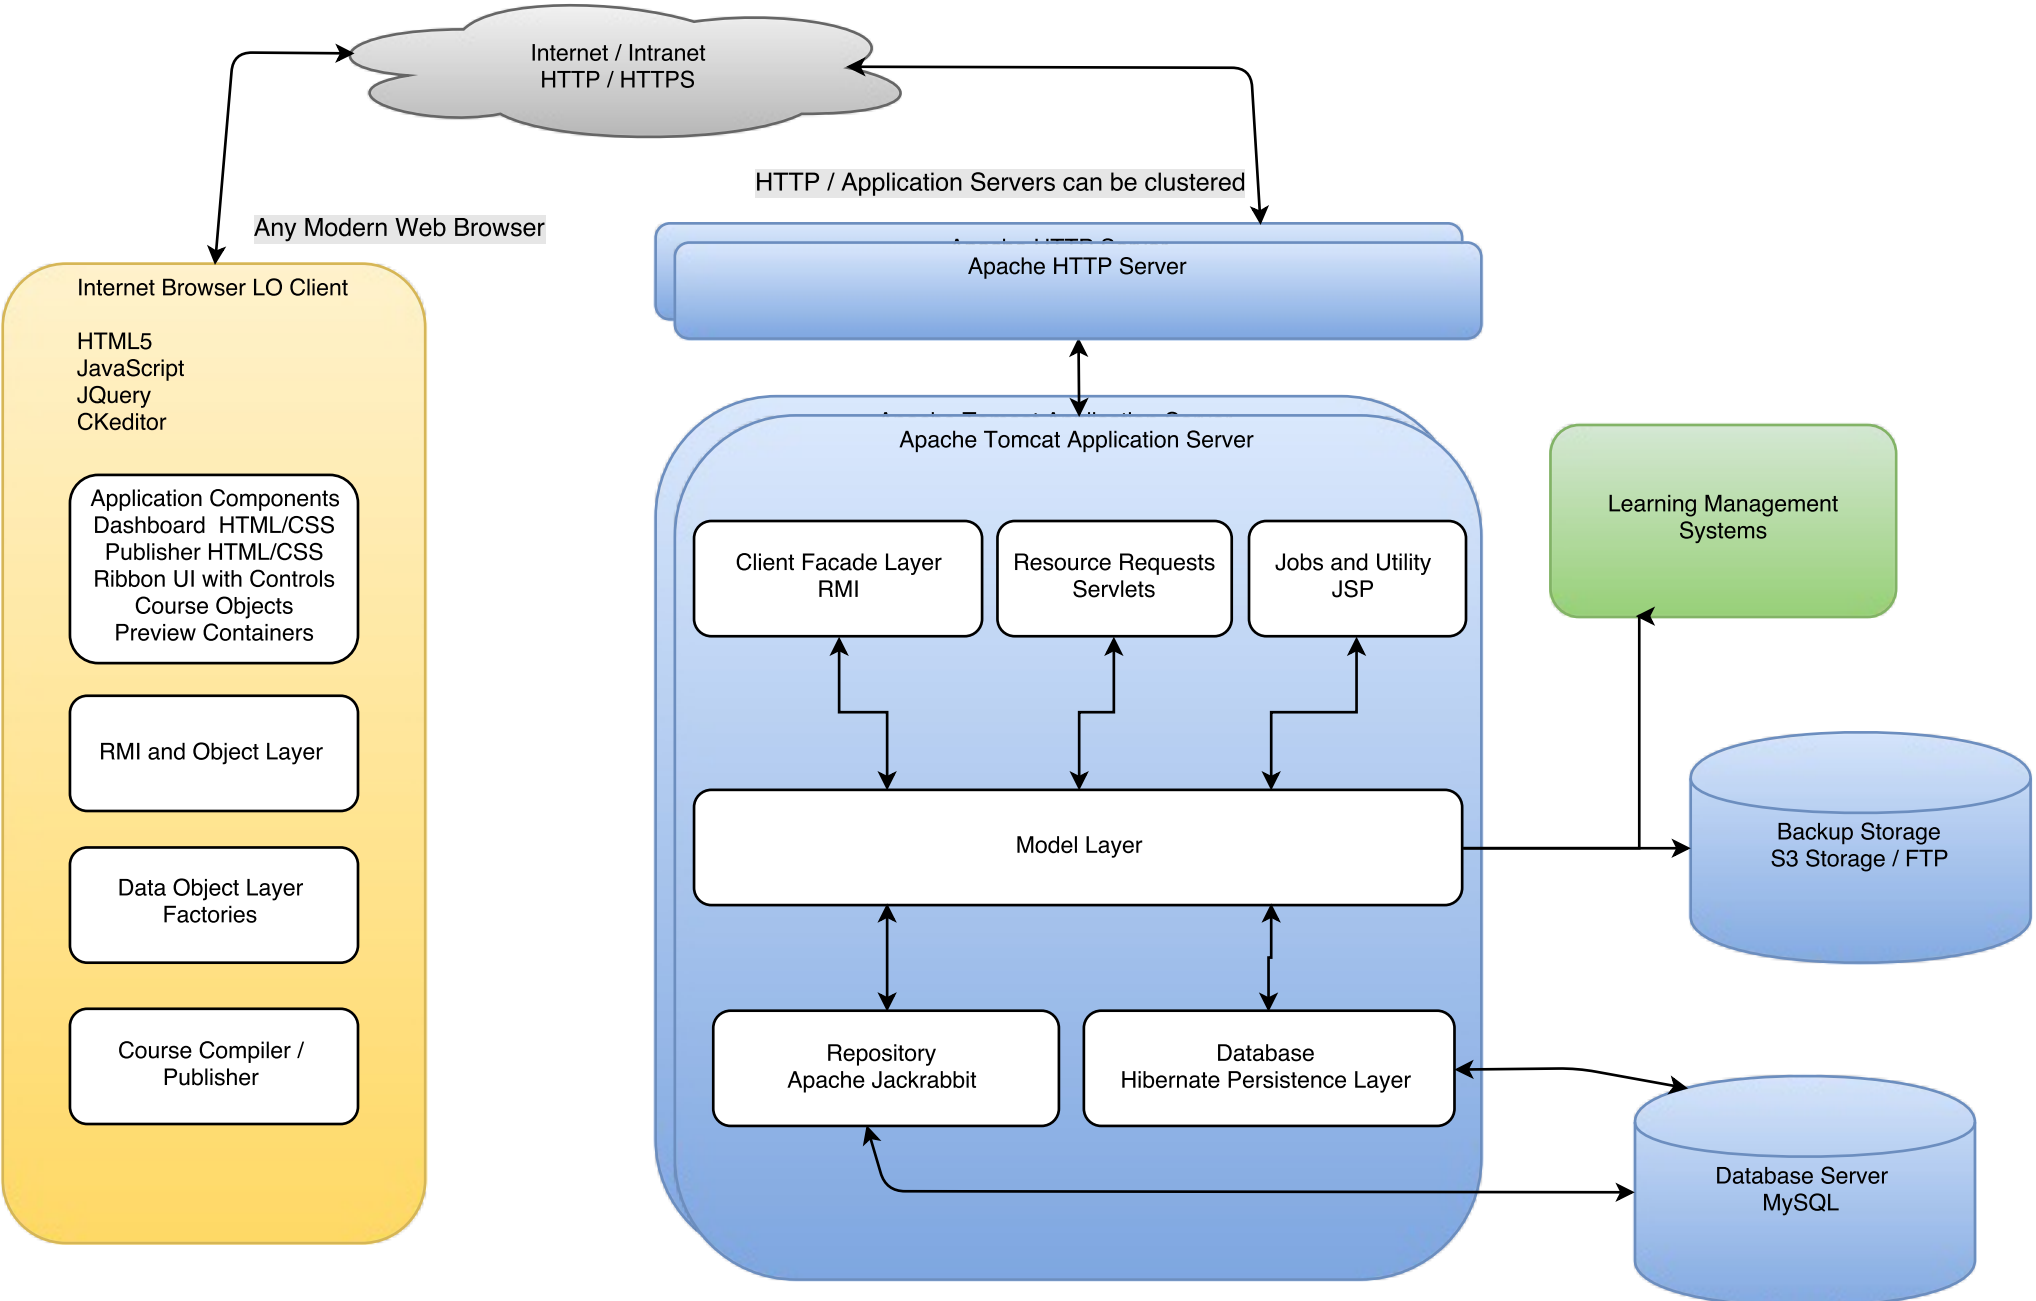 Internet / Intranet
HTTP / HTTPS
HTTP / Application Servers can be clustered
Any Modern Web Browser
Internet Browser LO Client
HTML5
JavaScript
JQuery
CKeditor
Application Components
Dashboard  HTML/CSS
Publisher HTML/CSS
Ribbon UI with Controls
Course Objects
Preview Containers
RMI and Object Layer
Data Object Layer
Factories
Course Compiler /
Publisher
Apache HTTP Server
Apache Tomcat Application Server
Client Facade Layer
RMI
Resource Requests
Servlets
Jobs and Utility
JSP
Model Layer
Repository
Apache Jackrabbit
Database
Hibernate Persistence Layer
Learning Management
Systems
Backup Storage
S3 Storage / FTP
Database Server
MySQL